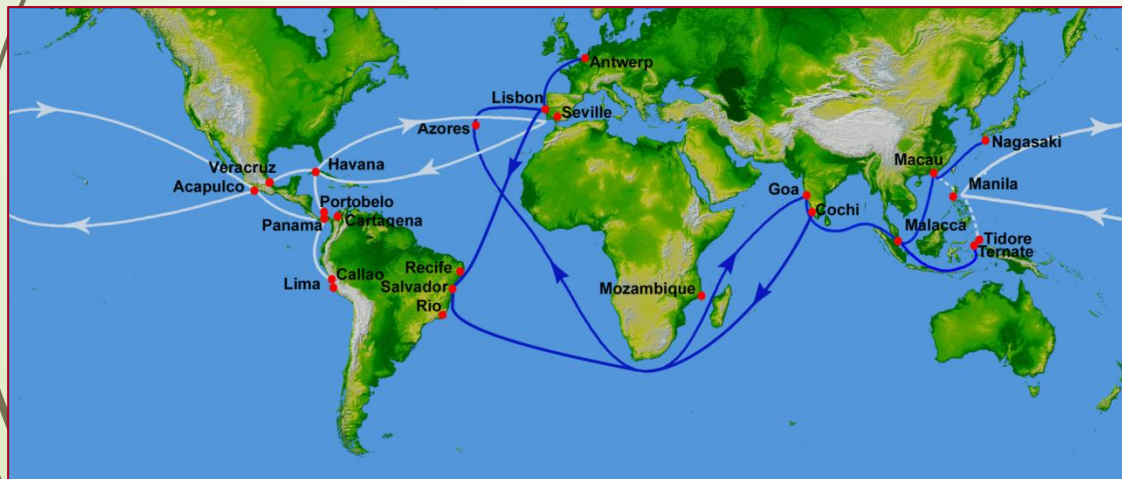 Antwerp
Lisbon
Seville
Azores
Nagasaki
Macau
Veracruz
Havana
Acapulco
Goa
Manila
Portobelo
Cochi
Panama
Cartagena
Malacca
Tidore
Ternate
Recife
Callao
Lima
Salvador
Mozambique
Rio